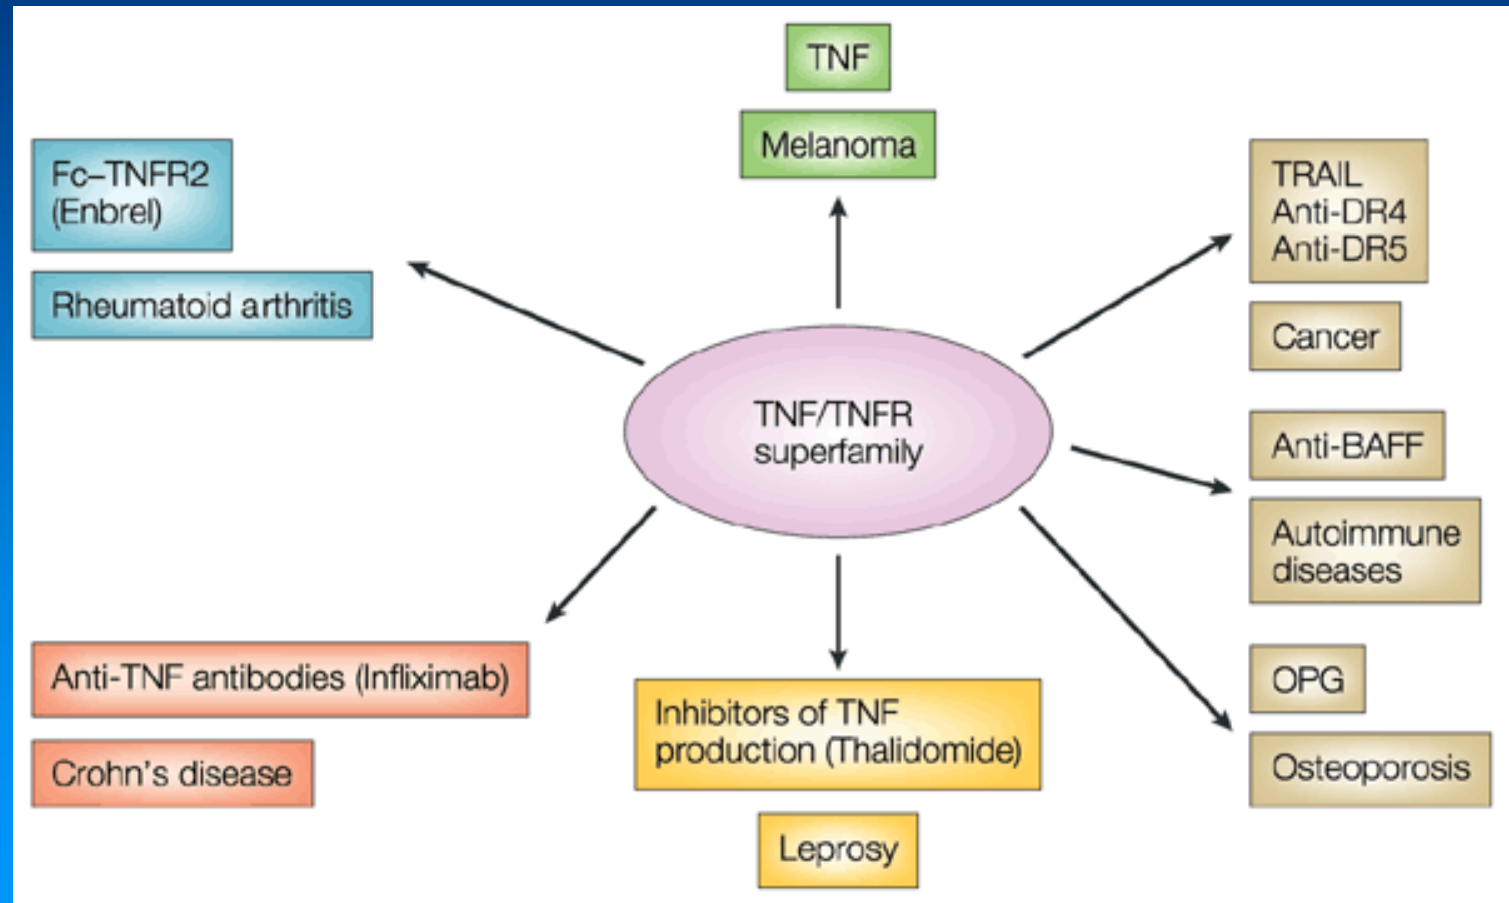 TNF
Melanoma
Fc–TNFR2
(Enbrel)
Rheumatoid arthritis
TRAIL
Anti-DR4
Anti-DR5
Cancer
TNF/TNFR
superfamily
Anti-BAFF
Autoimmune
diseases
Anti-TNF antibodies (Infliximab)
Crohn's disease
Inhibitors of TNF
production (Thalidomide)
Leprosy
OPG
Osteoporosis